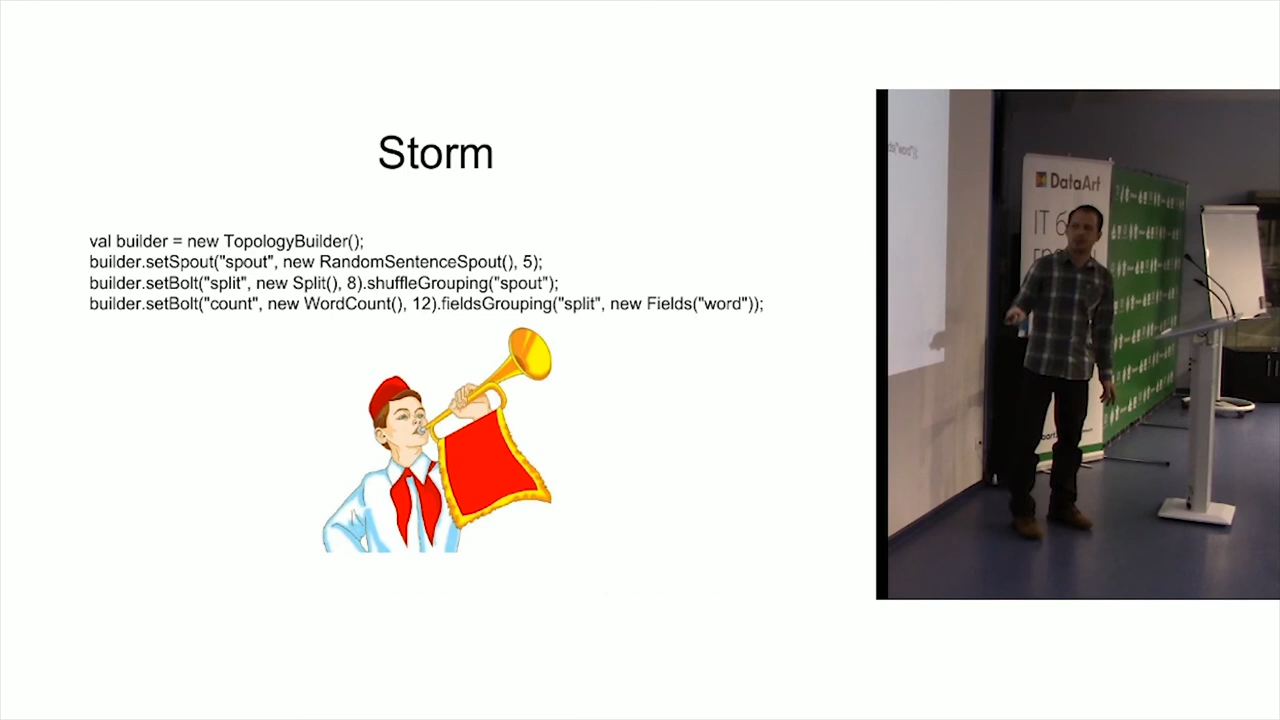 Storm
val builder = new TopologyBuilder();
builder.setSpout("spout", new RandomSentenceSpout(), 5);
builder.setBolt("split", new Split(), 8).shuffleGrouping("spout");
builder.setBolt("count", new WordCount(), 12).fieldsGrouping("split", new Fields("word"));
DataArt
IT